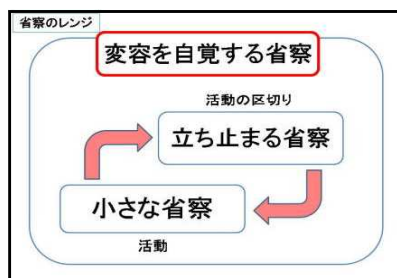 省察のレンジ
変容を自覚する省察
活動の区切り
立ち止まる省察
小さな省察
活動